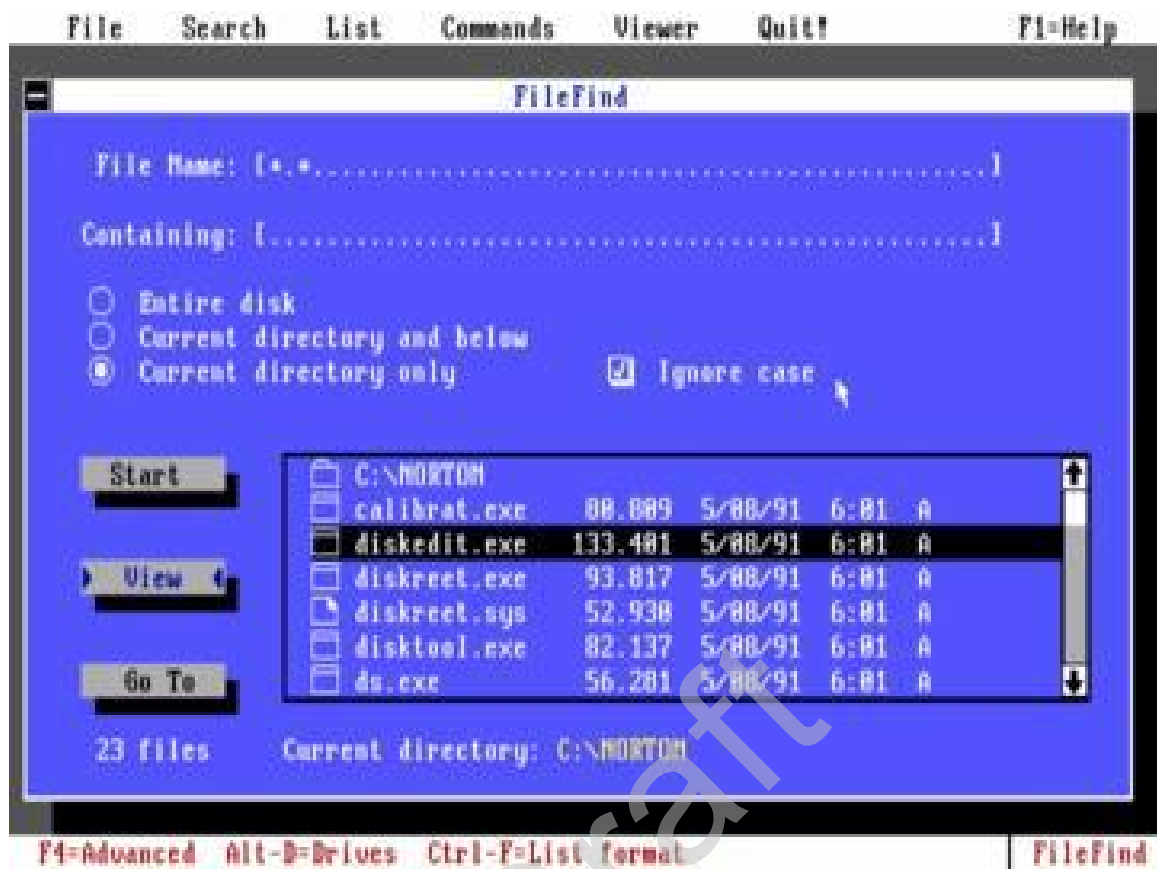 File Search List Commands Viewer Quit! F1=Help
FileFind
File Name: [*.*..............................................]
Containing: [.................................................]
Entire disk
Current directory and below
Current directory only Ignore case
Start
View
Go To
C:\NORTON
calibrat.exe 80.809 5/08/91 6:01 A
diskedit.exe 133.401 5/08/91 6:01 A
diskreet.exe 93.817 5/08/91 6:01 A
diskreet.sys 52.930 5/08/91 6:01 A
disktool.exe 82.137 5/08/91 6:01 A
ds.exe 56.281 5/08/91 6:01 A
23 files Current directory: C:\NORTON
F4=Advanced Alt-D=Drives Ctrl-F=List format FileFind